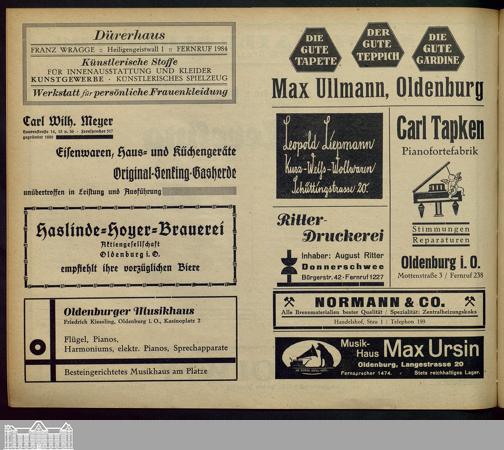 Dürerhaus
FRANZ WRAGGE :: Heiligengeistwall 1 :: FERNRUF 1984
Künstlerische Stoffe
FÜR INNENAUSSTATTUNG UND KLEIDER
KUNSTGEWERBE · KÜNSTLERISCHES SPIELZEUG
Werkstatt für persönliche Frauenkleidung
Carl Wilh. Meyer
Eisenwaren, Haus- und Küchengeräte
Original-Senking-Gasherde
unübertroffen in Leistung und Ausführung
Haslinde-Hoyer-Brauerei
Aktiengesellschaft
Oldenburg i. O.
empfiehlt ihre vorzüglichen Biere
Oldenburger Musikhaus
Friedrich Kiessling, Oldenburg i. O., Kasinoplatz 2
Flügel, Pianos,
Harmoniums, elektr. Pianos, Sprechapparate
Besteingerichtetes Musikhaus am Platze
DIE
GUTE
TAPETE
DER
GUTE
TEPPICH
DIE
GUTE
GARDINE
Max Ullmann, Oldenburg
Leopold Liepmann
Kurz-Weiß-Wollwaren
Schüttingstrasse 20.
Carl Tapken
Pianofortefabrik
Stimmungen
Reparaturen
Oldenburg i. O.
Mottenstraße 3 / Fernruf 238
Ritter-
Druckerei
Inhaber: August Ritter
Donnerschwee
Bürgerstr. 42 - Fernruf 1227
NORMANN & CO.
Alle Brennmaterialien bester Qualität : Spezialität: Zentralheizungskoks
Handelshof, Stau 1 : Telephon 199
Musik-
Haus Max Ursin
Oldenburg, Langestrasse 20
Fernsprecher 1474. Stets reichhaltiges Lager.